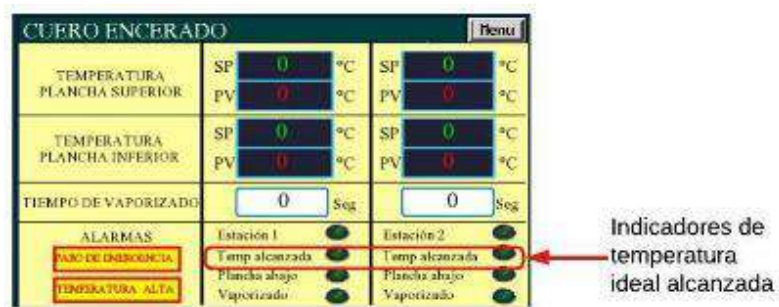 CUERO ENCERADO
Menu
TEMPERATURA
PLANCHA SUPERIOR
SP 0 °C SP 0 °C
PV 0 °C PV 0 °C
TEMPERATURA
PLANCHA INFERIOR
SP 0 °C SP 0 °C
PV 0 °C PV 0 °C
TIEMPO DE VAPORIZADO 0 Seg 0 Seg
ALARMAS
PARO DE EMERGENCIA
TEMPERATURA ALTA
Estación 1 Estación 2
Temp alcanzada Temp alcanzada
Plancha abajo Plancha abajo
Vaporizado Vaporizado
Indicadores de
temperatura
ideal alcanzada